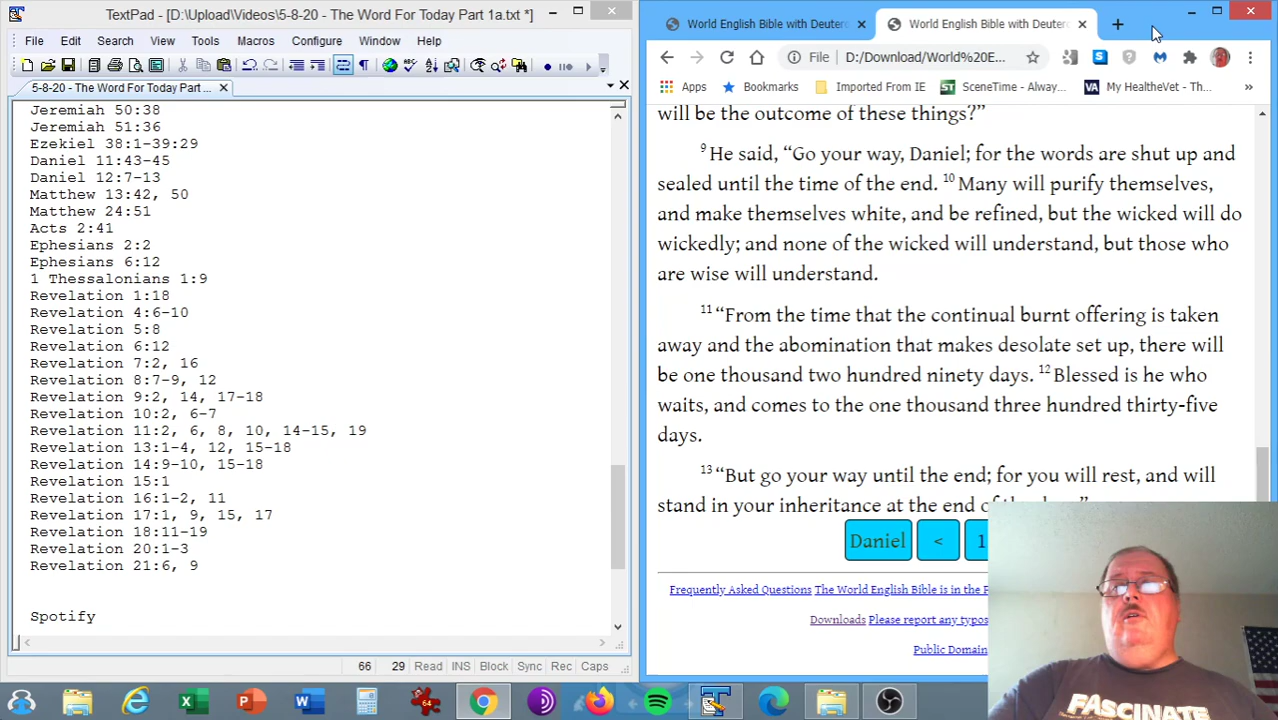 TextPad - [D:\Upload\Videos\5-8-20 - The Word For Today Part 1a.txt *]
File Edit Search View Tools Macros Configure Window Help
5-8-20 - The Word For Today Part ...
Jeremiah 50:38
Jeremiah 51:36
Ezekiel 38:1-39:29
Daniel 11:43-45
Daniel 12:7-13
Matthew 13:42, 50
Matthew 24:51
Acts 2:41
Ephesians 2:2
Ephesians 6:12
1 Thessalonians 1:9
Revelation 1:18
Revelation 4:6-10
Revelation 5:8
Revelation 6:12
Revelation 7:2, 16
Revelation 8:7-9, 12
Revelation 9:2, 14, 17-18
Revelation 10:2, 6-7
Revelation 11:2, 6, 8, 10, 14-15, 19
Revelation 13:1-4, 12, 15-18
Revelation 14:9-10, 15-18
Revelation 15:1
Revelation 16:1-2, 11
Revelation 17:1, 9, 15, 17
Revelation 18:11-19
Revelation 20:1-3
Revelation 21:6, 9
Spotify
66 29 Read INS Block Sync Rec Caps
World English Bible with Deuter
World English Bible with Deuter
File D:/Download/World%20E...
Apps Bookmarks Imported From IE ST SceneTime - Alway... VA My HealtheVet - Th... »
will be the outcome of these things?”
9 He said, “Go your way, Daniel; for the words are shut up and
sealed until the time of the end. 10 Many will purify themselves,
and make themselves white, and be refined, but the wicked will do
wickedly; and none of the wicked will understand, but those who
are wise will understand.
11 “From the time that the continual burnt offering is taken
away and the abomination that makes desolate set up, there will
be one thousand two hundred ninety days. 12 Blessed is he who
waits, and comes to the one thousand three hundred thirty-five
days.
13 “But go your way until the end; for you will rest, and will
stand in your inheritance at the end of
Daniel < 1
Frequently Asked Questions The World English Bible is in the P
Downloads Please report any typos
Public Domain
FASCINATE
64